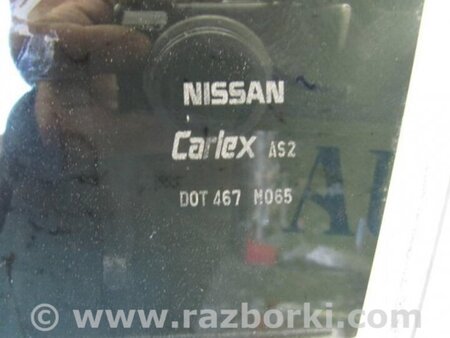 NISSAN
Carlex AS2
DOT 467 M065
© www.razborki.com